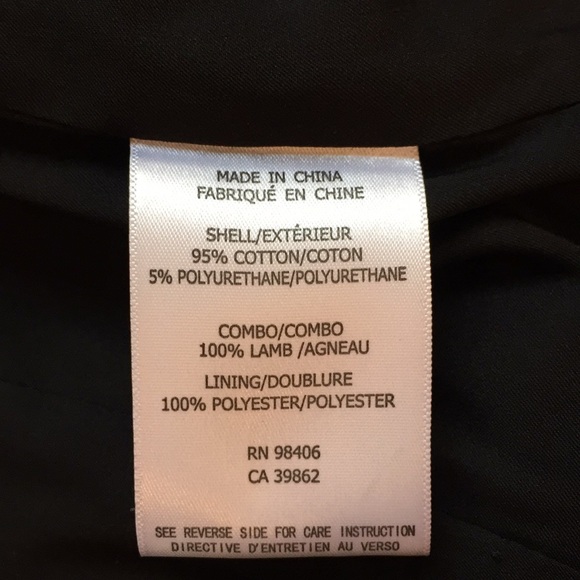 MADE IN CHINA
FABRIQUÉ EN CHINE
SHELL/EXTÉRIEUR
95% COTTON/COTON
5% POLYURETHANE/POLYURETHANE
COMBO/COMBO
100% LAMB /AGNEAU
LINING/DOUBLURE
100% POLYESTER/POLYESTER
RN 98406
CA 39862
SEE REVERSE SIDE FOR CARE INSTRUCTION
DIRECTIVE D'ENTRETIEN AU VERSO